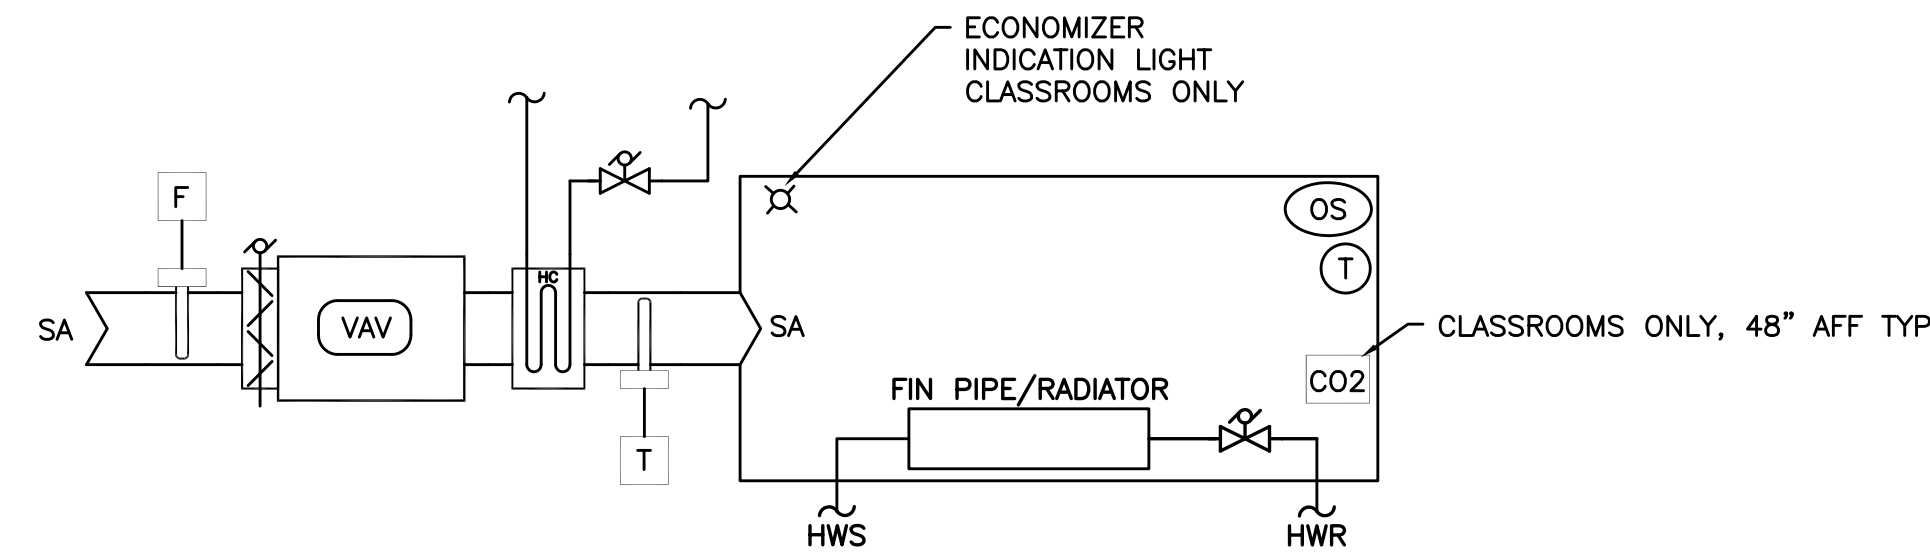 ECONOMIZER
INDICATION LIGHT
CLASSROOMS ONLY
F
OS
HC
T
SA
VAV
SA
CLASSROOMS ONLY, 48" AFF TYP
FIN PIPE/RADIATOR
CO2
T
HWS
HWR